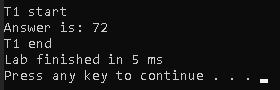 T1 start
Answer is: 72
T1 end
Lab finished in 5 ms
Press any key to continue . . .